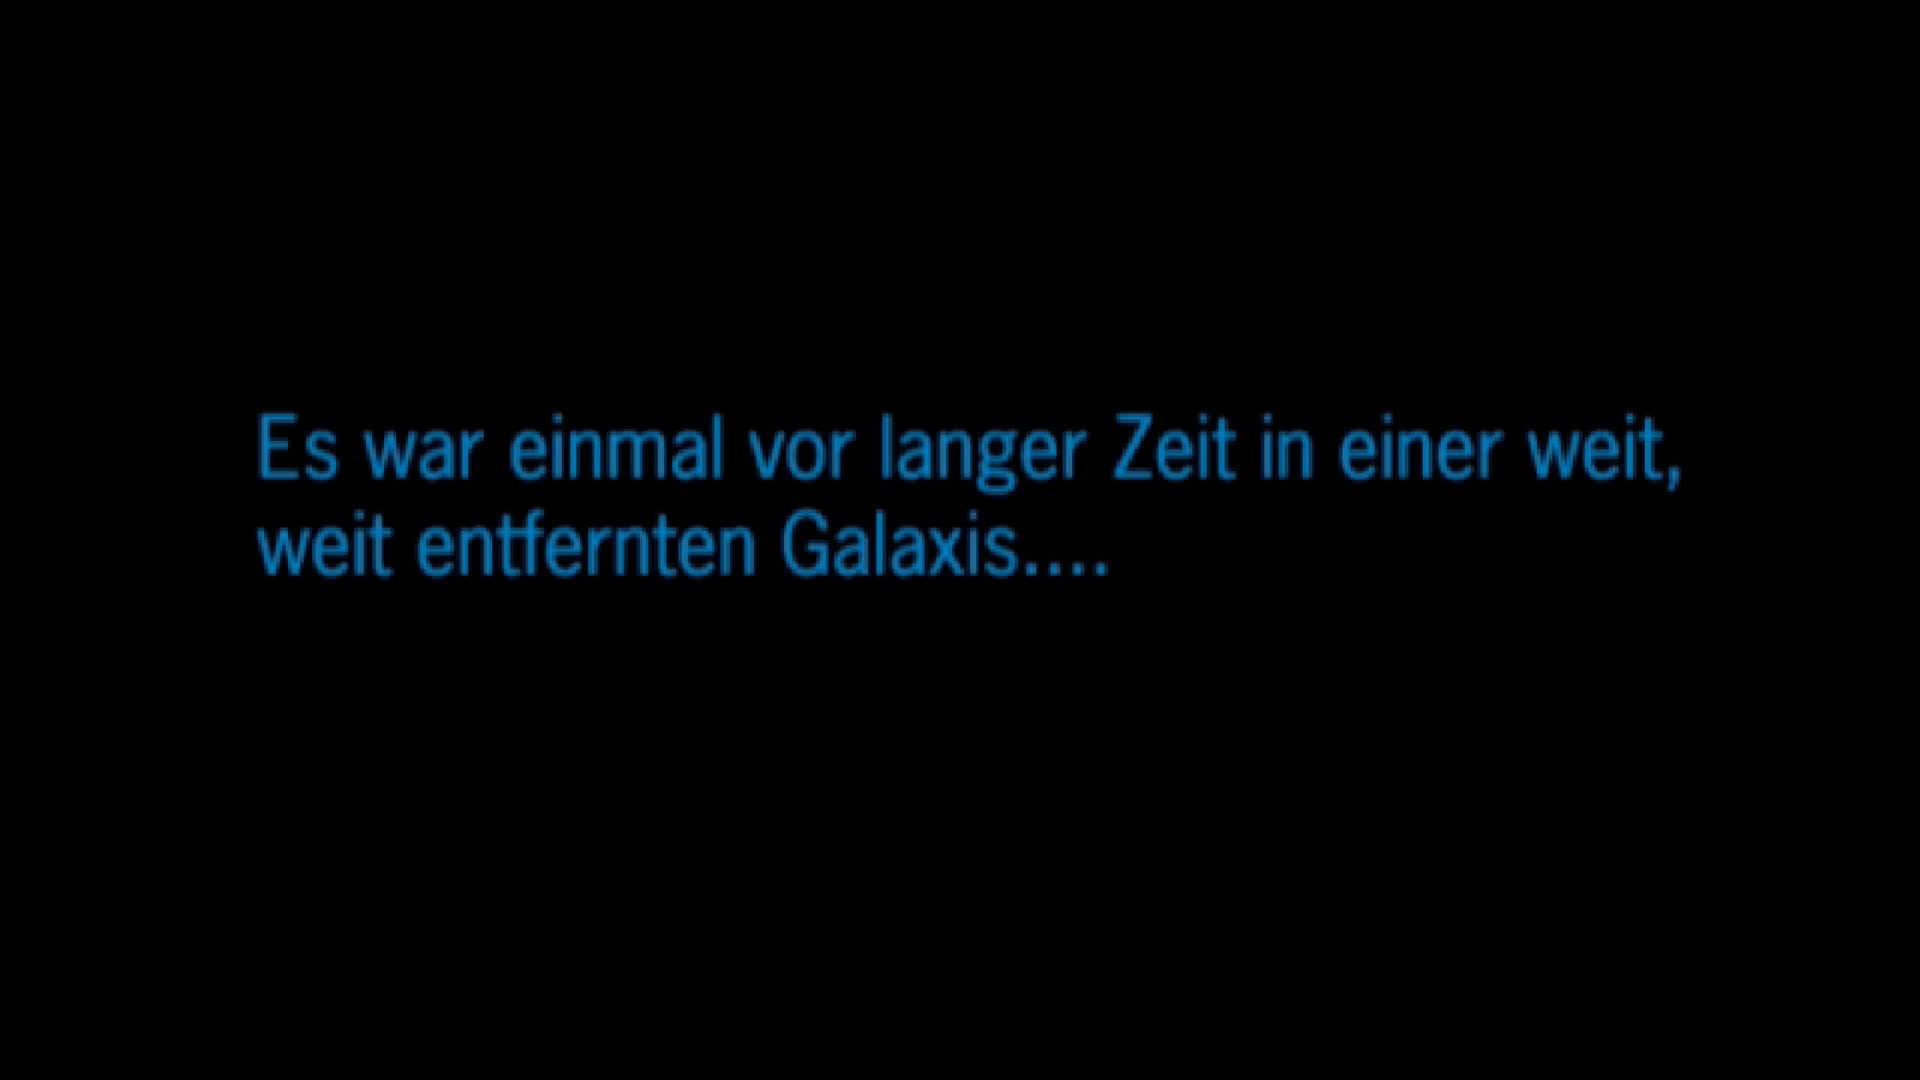 Es war einmal vor langer Zeit in einer weit,
weit entfernten Galaxis....